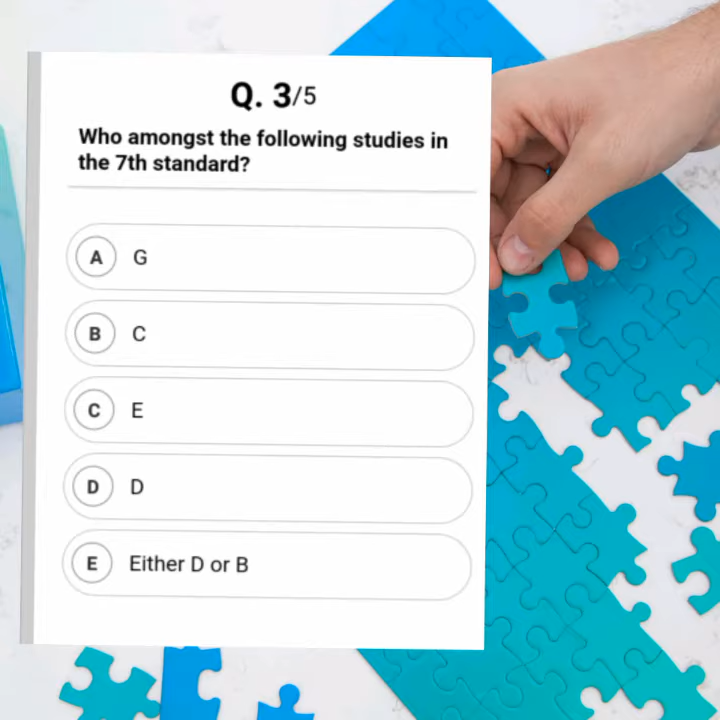 Q. 3/5
Who amongst the following studies in
the 7th standard?
A G
B C
C E
D D
E Either D or B